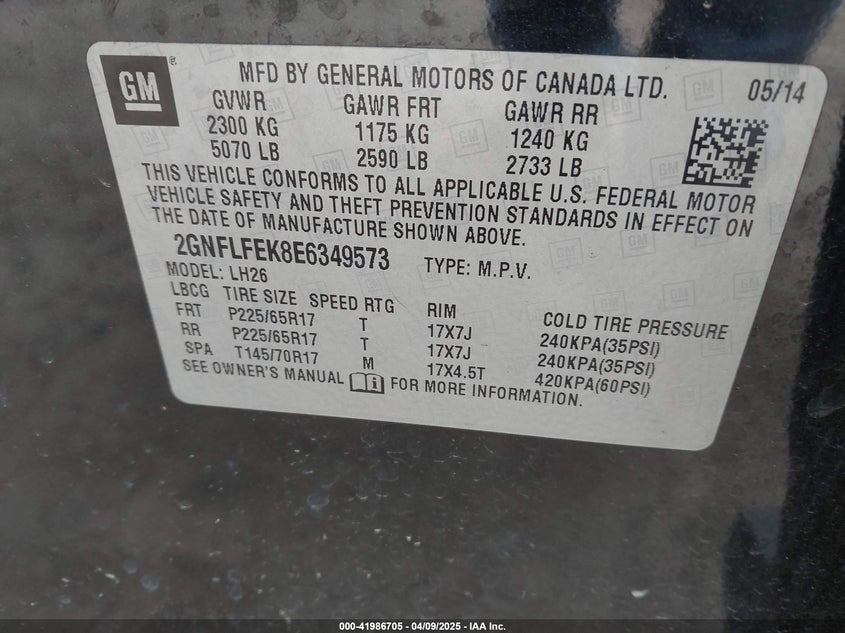 GM ®
MFD BY GENERAL MOTORS OF CANADA LTD. 05/14
GVWR GAWR FRT GAWR RR
2300 KG 1175 KG 1240 KG
5070 LB 2590 LB 2733 LB
THIS VEHICLE CONFORMS TO ALL APPLICABLE U.S. FEDERAL MOTOR
VEHICLE SAFETY AND THEFT PREVENTION STANDARDS IN EFFECT ON
THE DATE OF MANUFACTURE SHOWN ABOVE.
2GNFLFEK8E6349573 TYPE: M.P.V.
MODEL: LH26
LBCG TIRE SIZE SPEED RTG RIM COLD TIRE PRESSURE
FRT P225/65R17 T 17X7J 240KPA(35PSI)
RR P225/65R17 T 17X7J 240KPA(35PSI)
SPA T145/70R17 M 17X4.5T 420KPA(60PSI)
SEE OWNER'S MANUAL i FOR MORE INFORMATION.
000-41986705 - 04/09/2025 - IAA Inc.